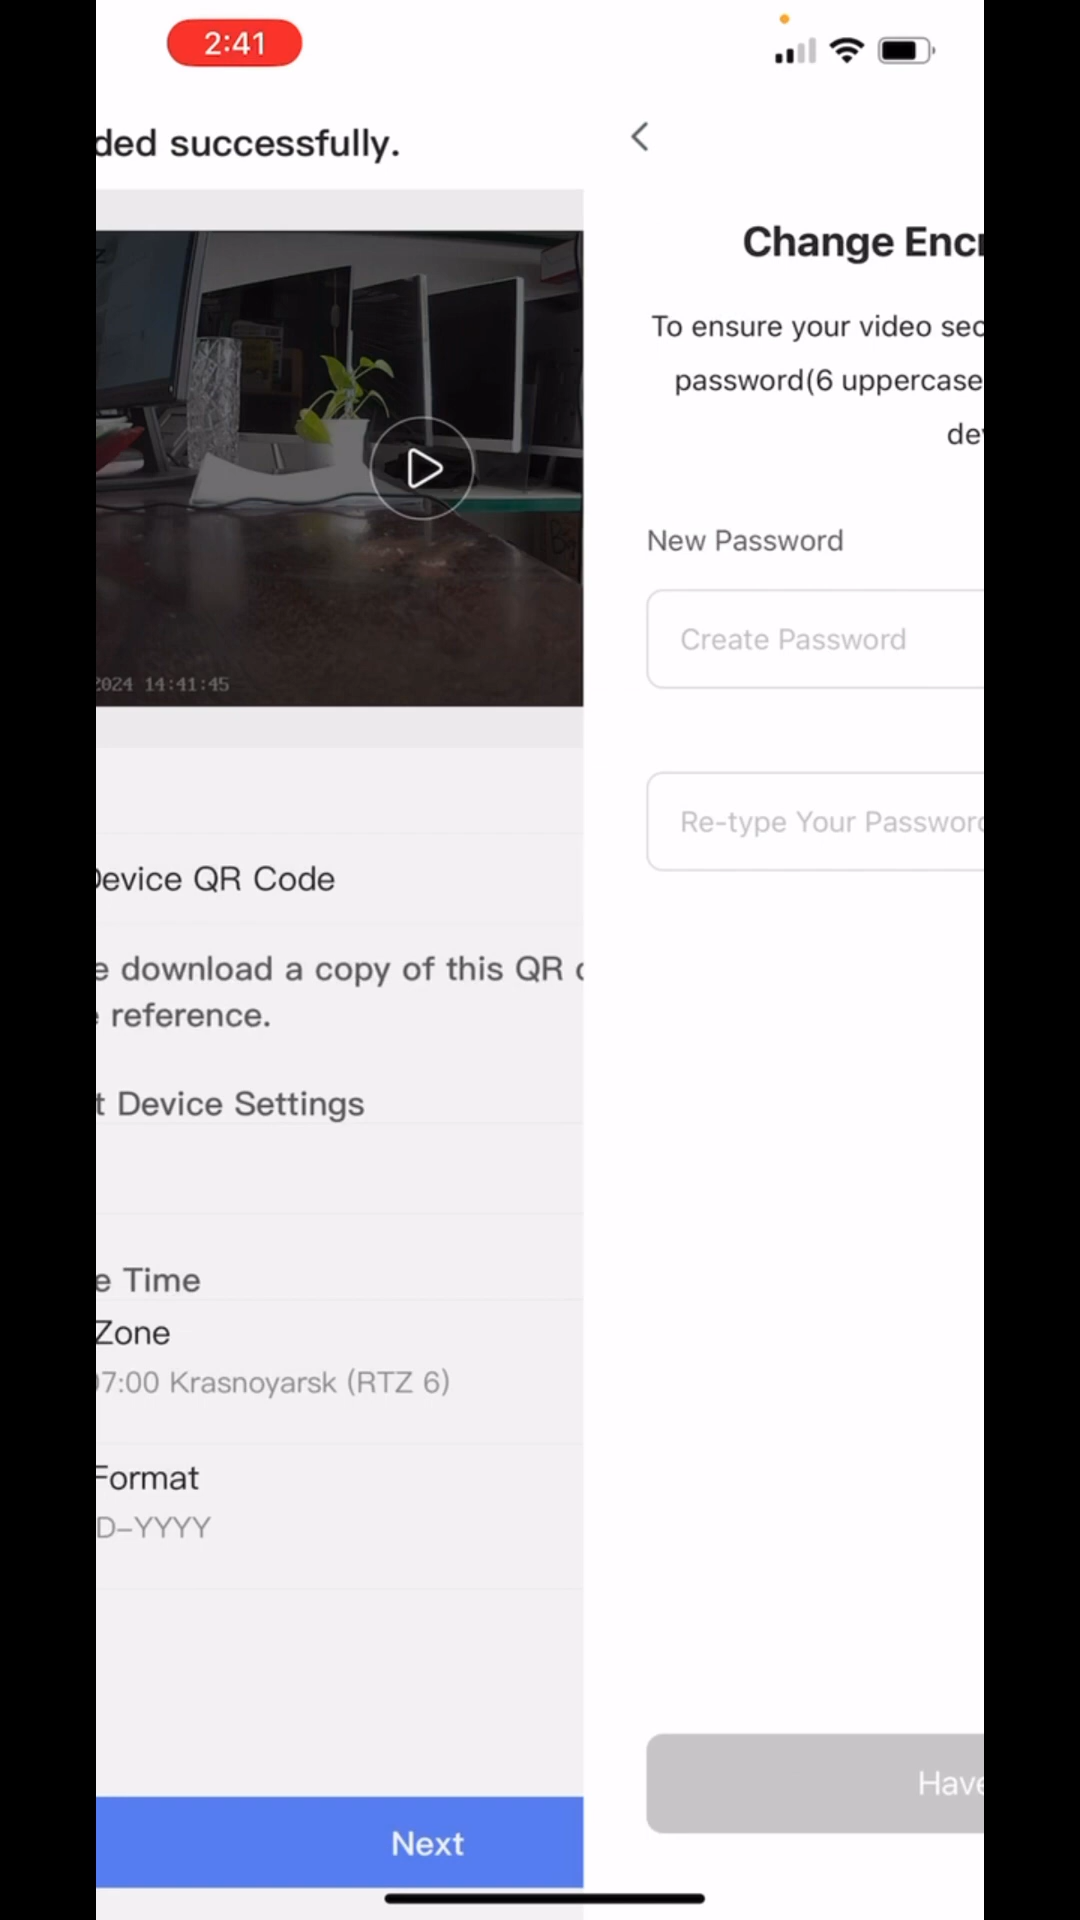 2:41
ded successfully.
2024 14:41:45
Device QR Code
e download a copy of this QR
reference.
t Device Settings
e Time
Zone
07:00 Krasnoyarsk (RTZ 6)
Format
D-YYYY
Next
Change Enc
To ensure your video sec
password(6 uppercase
de
New Password
Create Password
Re-type Your Password
Have